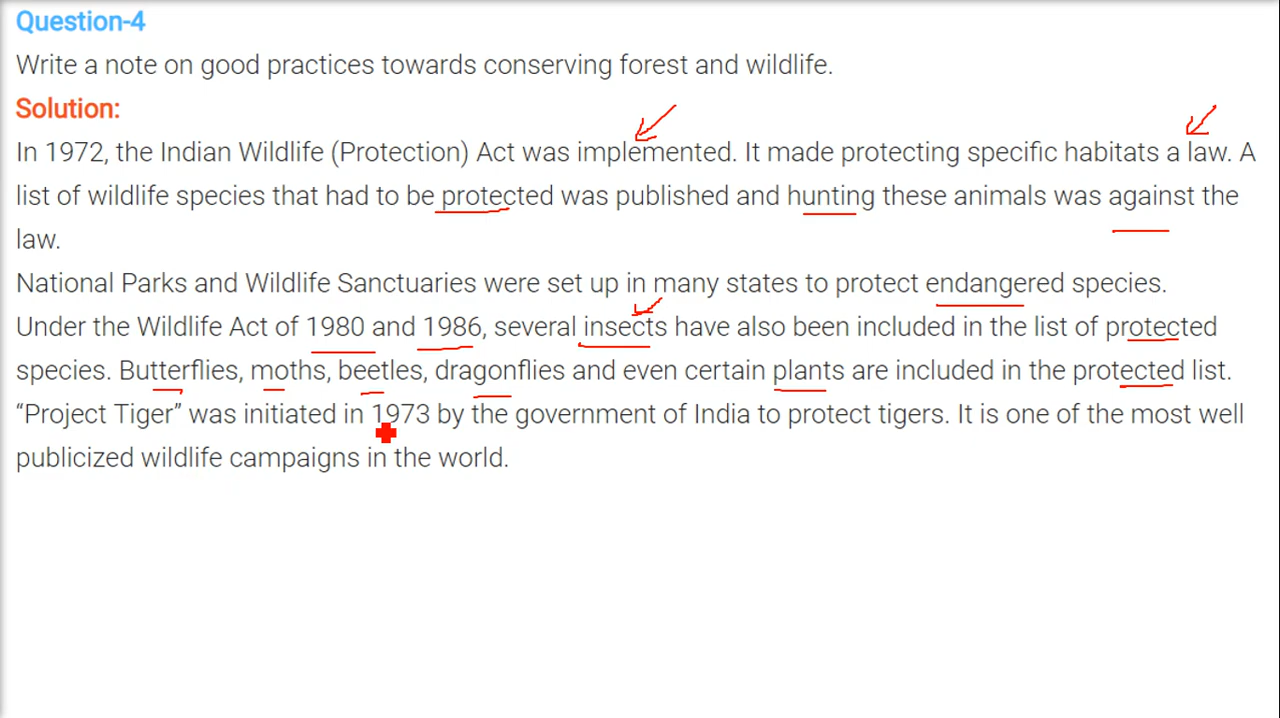 Question-4
Write a note on good practices towards conserving forest and wildlife.
Solution:
In 1972, the Indian Wildlife (Protection) Act was implemented. It made protecting specific habitats a law. A
list of wildlife species that had to be protected was published and hunting these animals was against the
law.
National Parks and Wildlife Sanctuaries were set up in many states to protect endangered species.
Under the Wildlife Act of 1980 and 1986, several insects have also been included in the list of protected
species. Butterflies, moths, beetles, dragonflies and even certain plants are included in the protected list.
“Project Tiger” was initiated in 1973 by the government of India to protect tigers. It is one of the most well
publicized wildlife campaigns in the world.